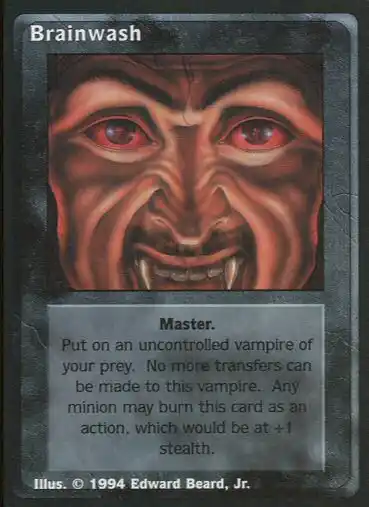 Brainwash
Master.
Put on an uncontrolled vampire of
your prey. No more transfers can
be made to this vampire. Any
minion may burn this card as an
action, which would be at +1
stealth.
Illus. © 1994 Edward Beard, Jr.